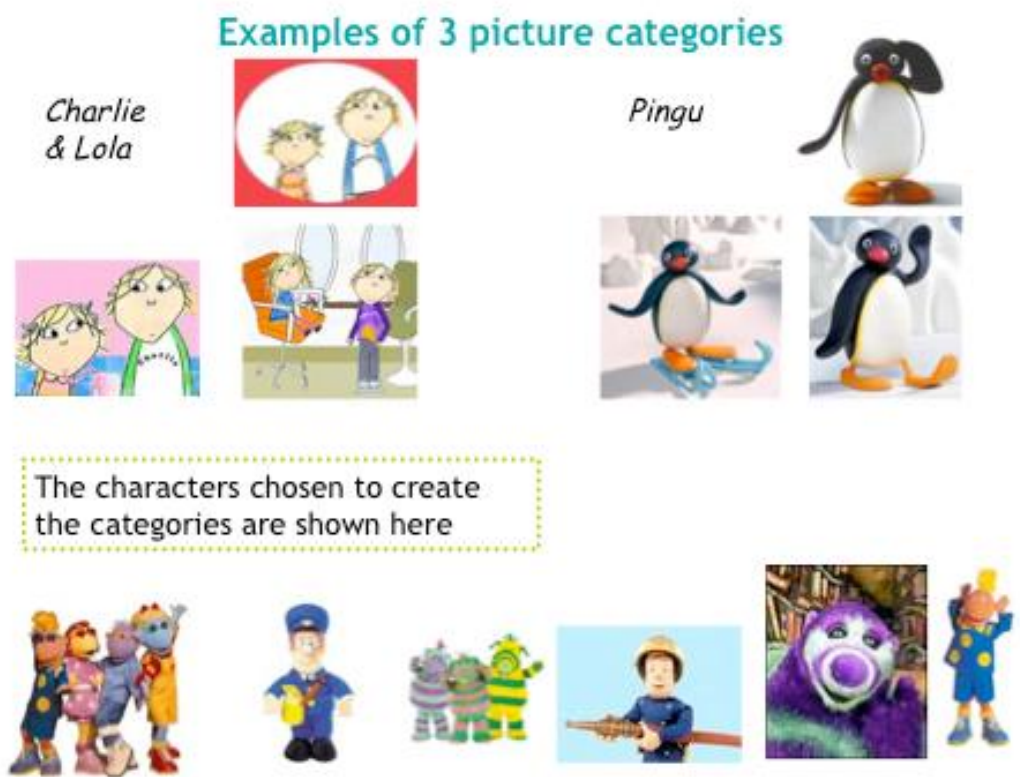 Examples of 3 picture categories
Charlie
& Lola
Pingu
The characters chosen to create
the categories are shown here